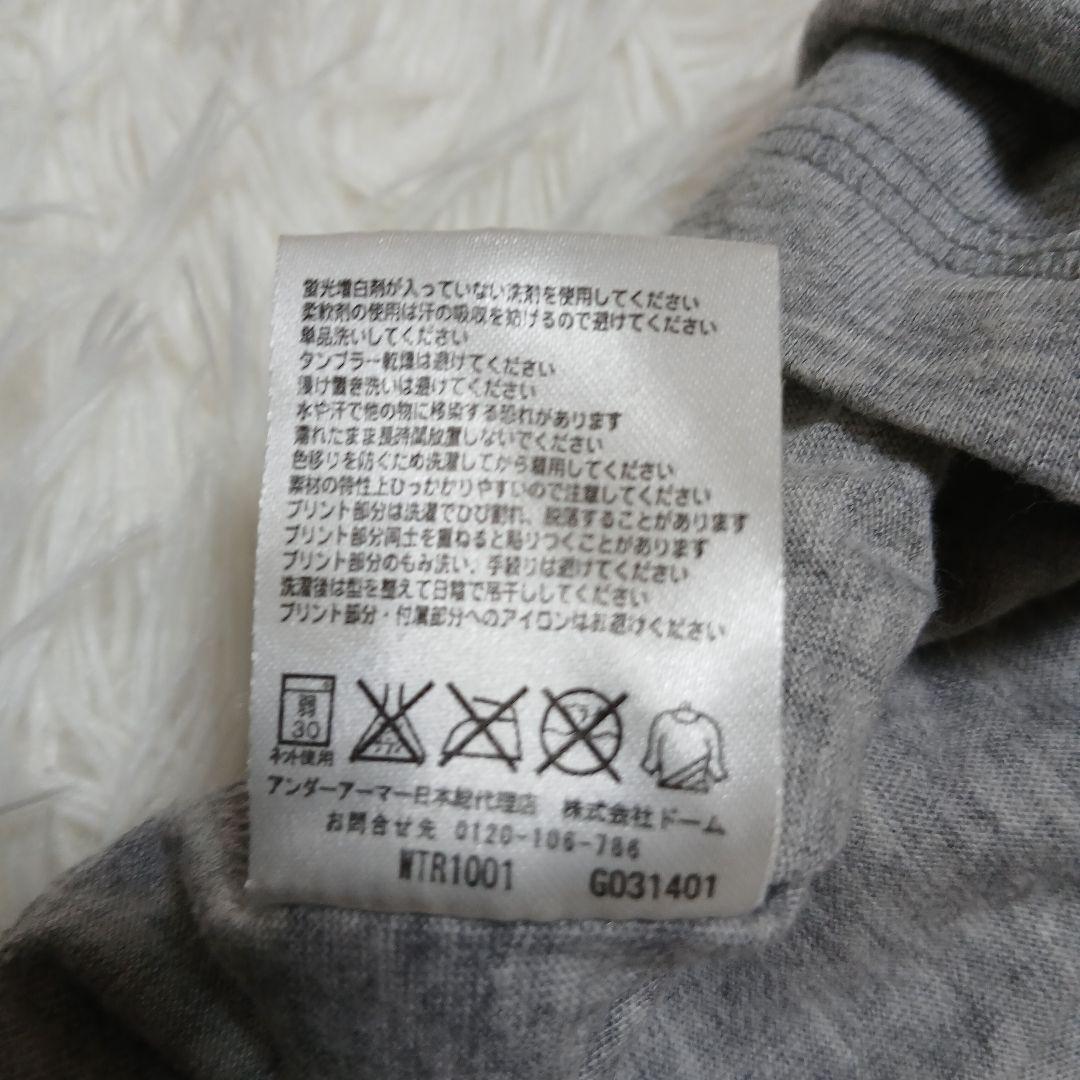 蛍光増白剤が入っていない洗剤を使用してください
柔軟剤の使用は汗の吸収を妨げるので避けてください
単品洗いしてください
タンブラー乾燥は避けてください
浸け置き洗いは避けてください
水や汗で他の物に移染する恐れがあります
濡れたまま長時間放置しないでください
色移りを防ぐため洗濯してから着用してください
素材の特性上ひっかかりやすいので注意してください
プリント部分は洗濯でひび割れ、脱落することがあります
プリント部分同士を重ねると貼りつくことがあります
プリント部分のもみ洗い、手絞りは避けてください
洗濯後は型を整えて日陰で吊干ししてください
プリント部分・付属部分へのアイロンはお避けください
弱
30
ネット使用
アンダーアーマー日本総代理店 株式会社ドーム
お問合せ先 0120-106-786
WTR1001 G031401